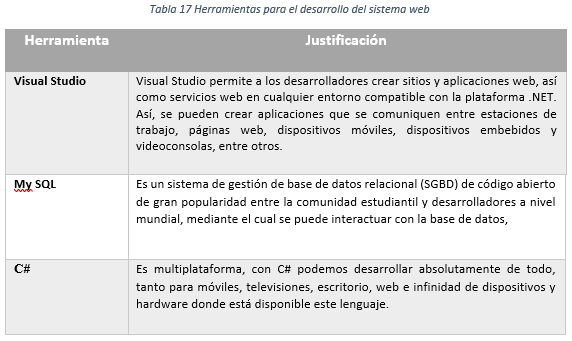 Tabla 17 Herramientas para el desarrollo del sistema web
Herramienta Justificación
Visual Studio Visual Studio permite a los desarrolladores crear sitios y aplicaciones web, así
como servicios web en cualquier entorno compatible con la plataforma .NET.
Así, se pueden crear aplicaciones que se comuniquen entre estaciones de
trabajo, páginas web, dispositivos móviles, dispositivos embebidos y
videoconsolas, entre otros.
My SQL Es un sistema de gestión de base de datos relacional (SGBD) de código abierto
de gran popularidad entre la comunidad estudiantil y desarrolladores a nivel
mundial, mediante el cual se puede interactuar con la base de datos,
C# Es multiplataforma, con C# podemos desarrollar absolutamente de todo,
tanto para móviles, televisiones, escritorio, web e infinidad de dispositivos y
hardware donde está disponible este lenguaje.